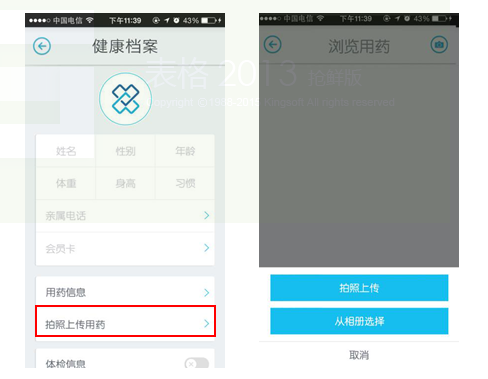 中国电信 下午11:39 43%
健康档案
姓名 性别 年龄
体重 身高 习惯
亲属电话
会员卡
用药信息
拍照上传用药
体检信息
中国电信 下午11:39 43%
浏览用药
表格 2013 抢鲜版
拍照上传
从相册选择
取消